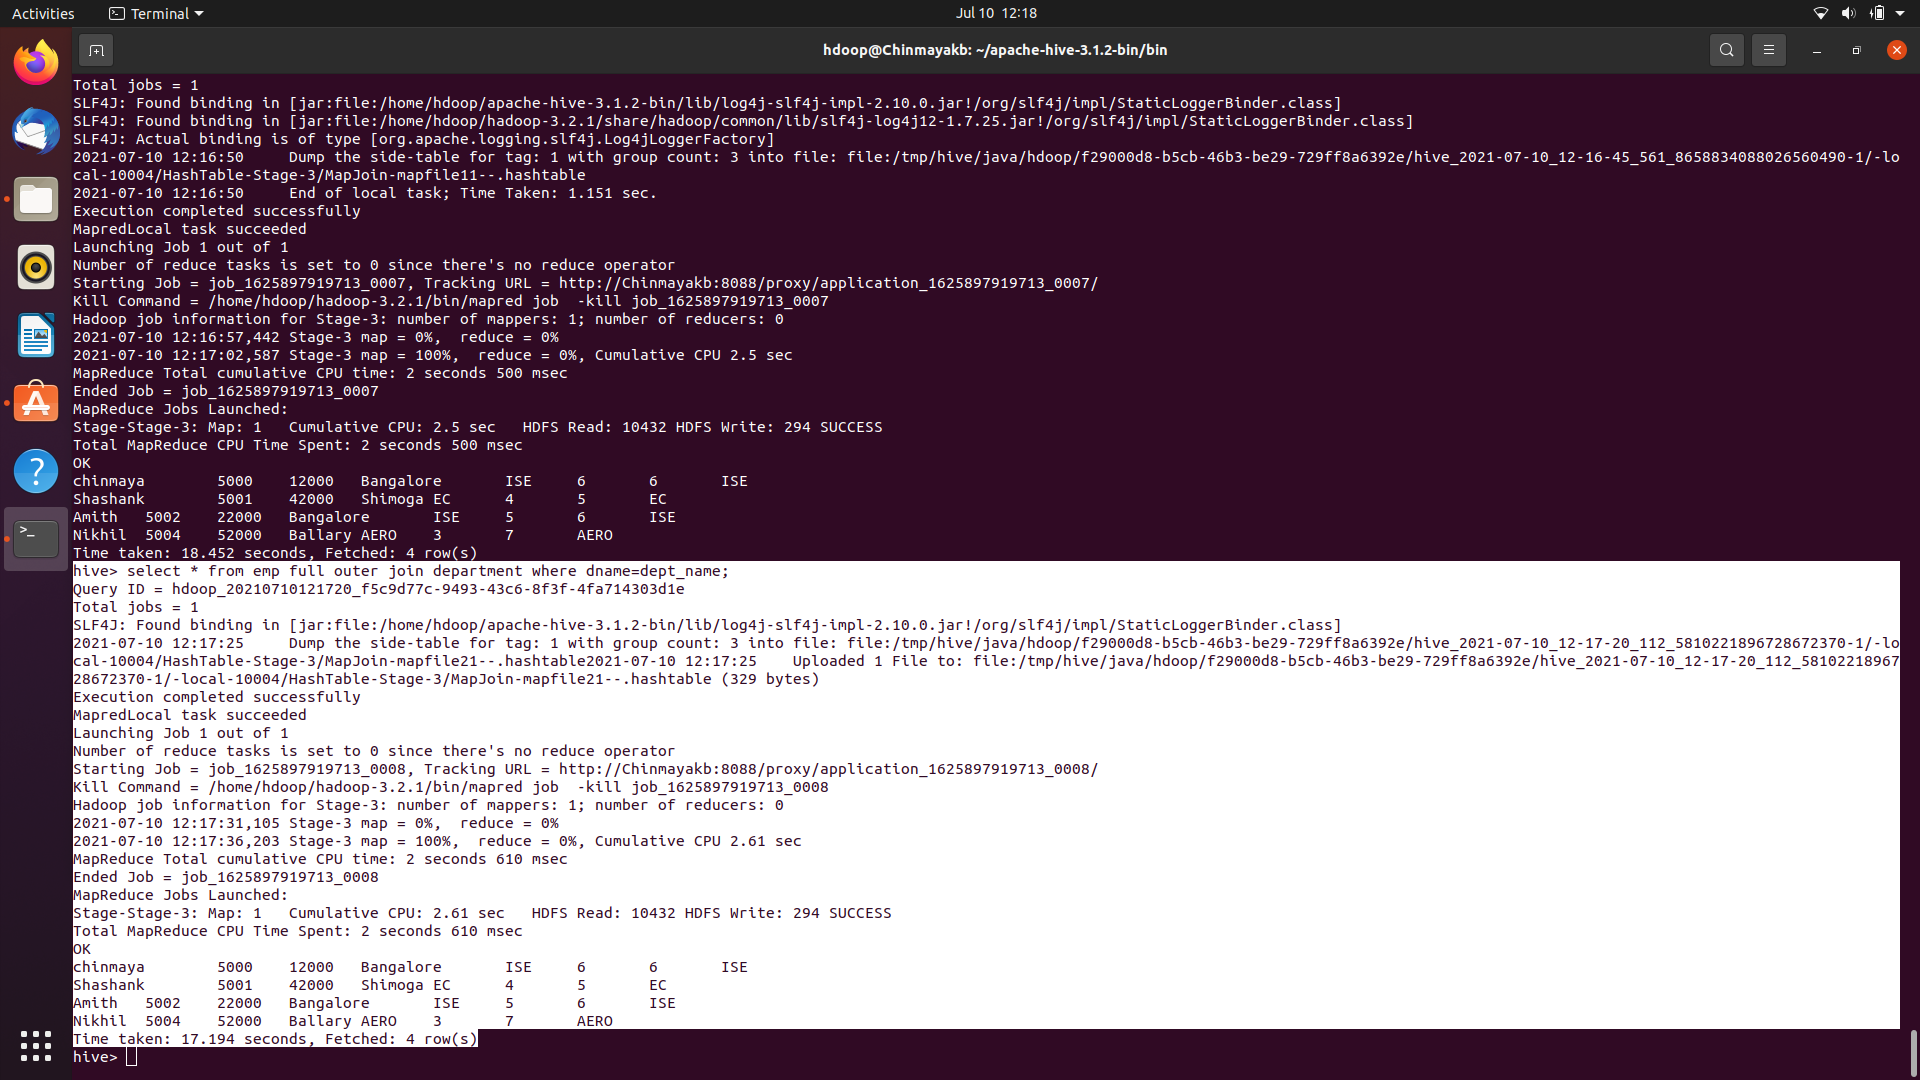 Activities
Terminal
Jul 10  12:18
hdoop@Chinmayakb: ~/apache-hive-3.1.2-bin/bin
Total jobs = 1
SLF4J: Found binding in [jar:file:/home/hdoop/apache-hive-3.1.2-bin/lib/log4j-slf4j-impl-2.10.0.jar!/org/slf4j/impl/StaticLoggerBinder.class]
SLF4J: Found binding in [jar:file:/home/hdoop/hadoop-3.2.1/share/hadoop/common/lib/slf4j-log4j12-1.7.25.jar!/org/slf4j/impl/StaticLoggerBinder.class]
SLF4J: Actual binding is of type [org.apache.logging.slf4j.Log4jLoggerFactory]
2021-07-10 12:16:50     Dump the side-table for tag: 1 with group count: 3 into file: file:/tmp/hive/java/hdoop/f29000d8-b5cb-46b3-be29-729ff8a6392e/hive_2021-07-10_12-16-45_561_8658834088026560490-1/-lo
cal-10004/HashTable-Stage-3/MapJoin-mapfile11--.hashtable
2021-07-10 12:16:50     End of local task; Time Taken: 1.151 sec.
Execution completed successfully
MapredLocal task succeeded
Launching Job 1 out of 1
Number of reduce tasks is set to 0 since there's no reduce operator
Starting Job = job_1625897919713_0007, Tracking URL = http://Chinmayakb:8088/proxy/application_1625897919713_0007/
Kill Command = /home/hdoop/hadoop-3.2.1/bin/mapred job  -kill job_1625897919713_0007
Hadoop job information for Stage-3: number of mappers: 1; number of reducers: 0
2021-07-10 12:16:57,442 Stage-3 map = 0%,  reduce = 0%
2021-07-10 12:17:02,587 Stage-3 map = 100%,  reduce = 0%, Cumulative CPU 2.5 sec
MapReduce Total cumulative CPU time: 2 seconds 500 msec
Ended Job = job_1625897919713_0007
MapReduce Jobs Launched:
Stage-Stage-3: Map: 1   Cumulative CPU: 2.5 sec   HDFS Read: 10432 HDFS Write: 294 SUCCESS
Total MapReduce CPU Time Spent: 2 seconds 500 msec
OK
chinmaya        5000    12000   Bangalore       ISE     6       6       ISE
Shashank        5001    42000   Shimoga EC      4       5       EC
Amith   5002    22000   Bangalore       ISE     5       6       ISE
Nikhil  5004    52000   Ballary AERO    3       7       AERO
Time taken: 18.452 seconds, Fetched: 4 row(s)
hive> select * from emp full outer join department where dname=dept_name;
Query ID = hdoop_20210710121720_f5c9d77c-9493-43c6-8f3f-4fa714303d1e
Total jobs = 1
SLF4J: Found binding in [jar:file:/home/hdoop/apache-hive-3.1.2-bin/lib/log4j-slf4j-impl-2.10.0.jar!/org/slf4j/impl/StaticLoggerBinder.class]
2021-07-10 12:17:25     Dump the side-table for tag: 1 with group count: 3 into file: file:/tmp/hive/java/hdoop/f29000d8-b5cb-46b3-be29-729ff8a6392e/hive_2021-07-10_12-17-20_112_5810221896728672370-1/-lo
cal-10004/HashTable-Stage-3/MapJoin-mapfile21--.hashtable2021-07-10 12:17:25    Uploaded 1 File to: file:/tmp/hive/java/hdoop/f29000d8-b5cb-46b3-be29-729ff8a6392e/hive_2021-07-10_12-17-20_112_58102218967
28672370-1/-local-10004/HashTable-Stage-3/MapJoin-mapfile21--.hashtable (329 bytes)
Execution completed successfully
MapredLocal task succeeded
Launching Job 1 out of 1
Number of reduce tasks is set to 0 since there's no reduce operator
Starting Job = job_1625897919713_0008, Tracking URL = http://Chinmayakb:8088/proxy/application_1625897919713_0008/
Kill Command = /home/hdoop/hadoop-3.2.1/bin/mapred job  -kill job_1625897919713_0008
Hadoop job information for Stage-3: number of mappers: 1; number of reducers: 0
2021-07-10 12:17:31,105 Stage-3 map = 0%,  reduce = 0%
2021-07-10 12:17:36,203 Stage-3 map = 100%,  reduce = 0%, Cumulative CPU 2.61 sec
MapReduce Total cumulative CPU time: 2 seconds 610 msec
Ended Job = job_1625897919713_0008
MapReduce Jobs Launched:
Stage-Stage-3: Map: 1   Cumulative CPU: 2.61 sec   HDFS Read: 10432 HDFS Write: 294 SUCCESS
Total MapReduce CPU Time Spent: 2 seconds 610 msec
OK
chinmaya        5000    12000   Bangalore       ISE     6       6       ISE
Shashank        5001    42000   Shimoga EC      4       5       EC
Amith   5002    22000   Bangalore       ISE     5       6       ISE
Nikhil  5004    52000   Ballary AERO    3       7       AERO
Time taken: 17.194 seconds, Fetched: 4 row(s)
hive>